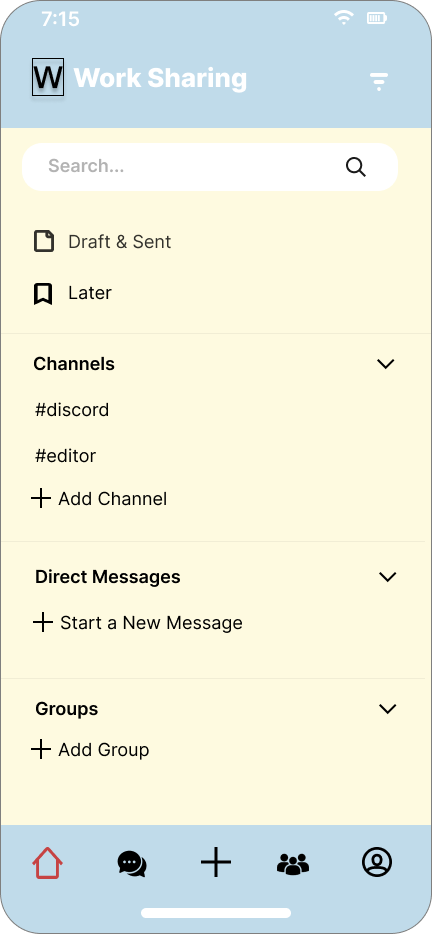 7:15
W Work Sharing
Search...
Draft & Sent
Later
Channels
#discord
#editor
Add Channel
Direct Messages
Start a New Message
Groups
Add Group